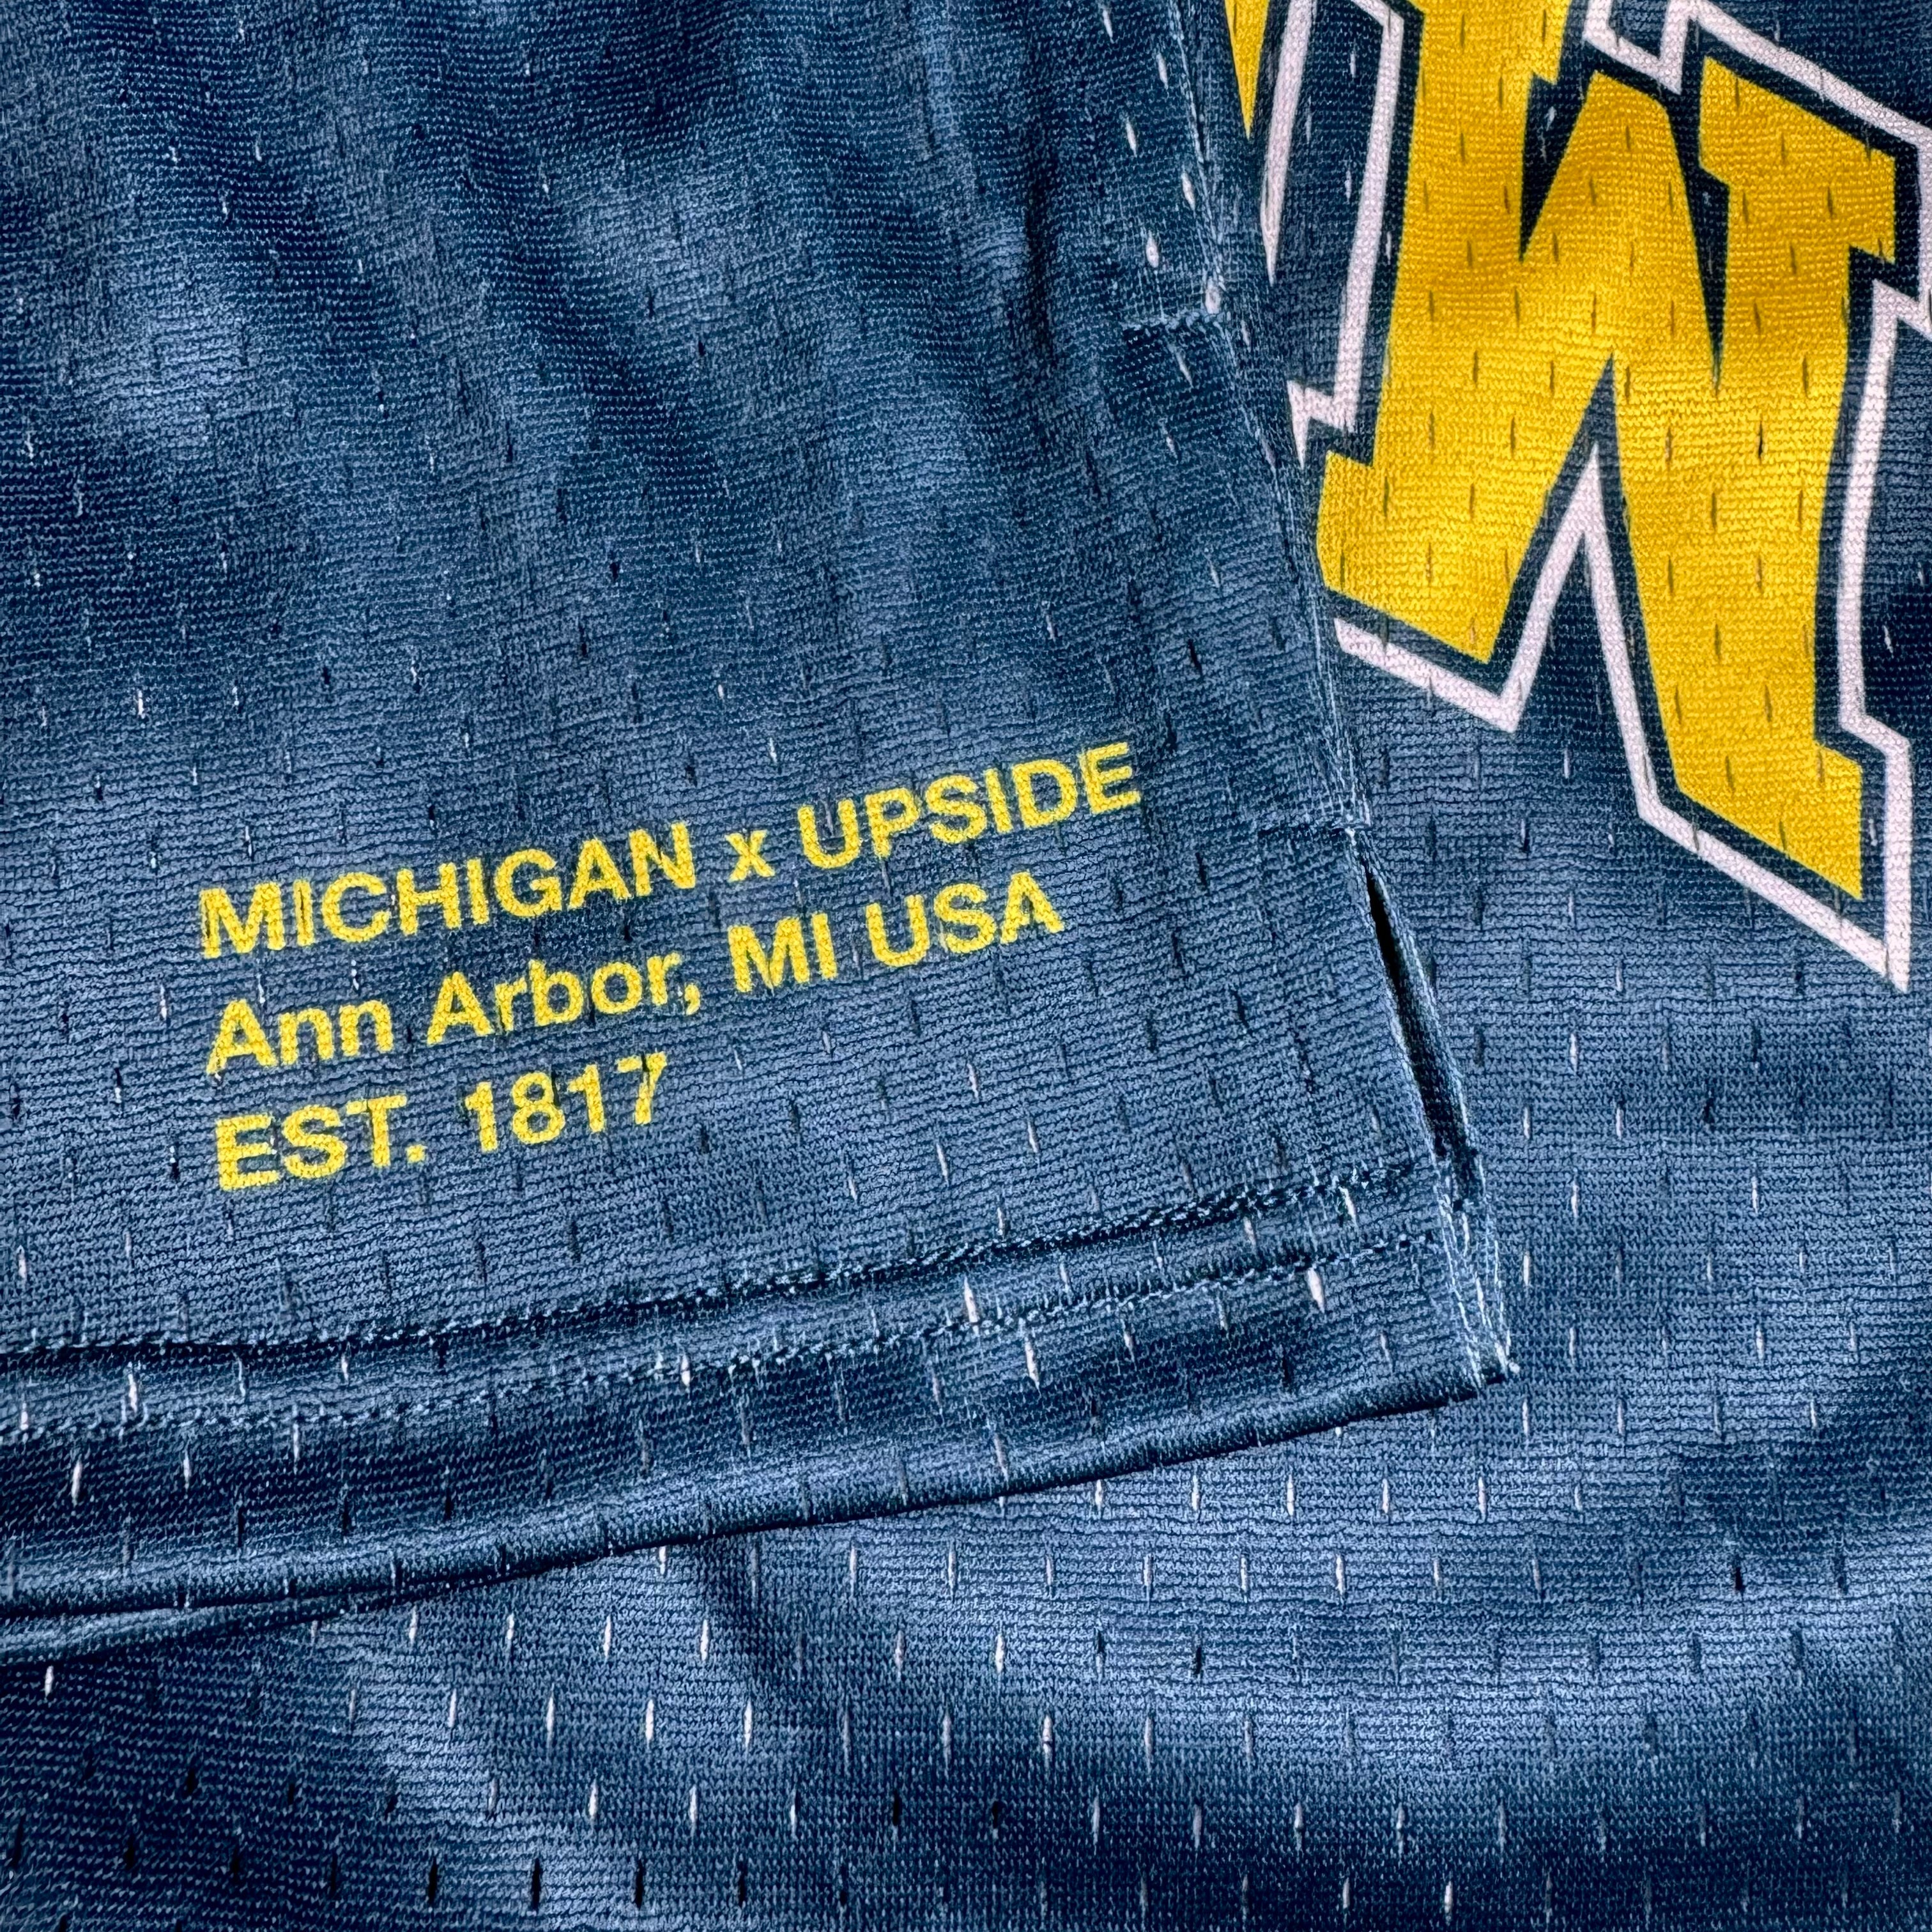 MICHIGAN x UPSIDE
Ann Arbor, MI USA
EST. 1817
M